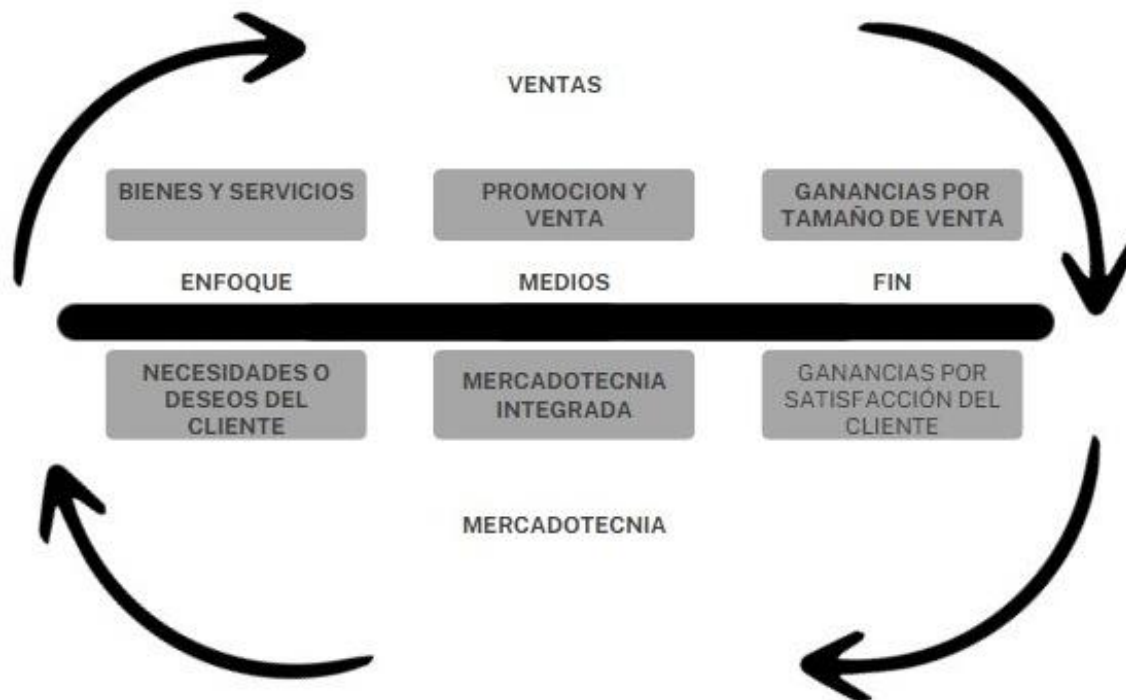 VENTAS
BIENES Y SERVICIOS
PROMOCION Y
VENTA
GANANCIAS POR
TAMAÑO DE VENTA
ENFOQUE
MEDIOS
FIN
NECESIDADES O
DESEOS DEL
CLIENTE
MERCADOTECNIA
INTEGRADA
GANANCIAS POR
SATISFACCIÓN DEL
CLIENTE
MERCADOTECNIA